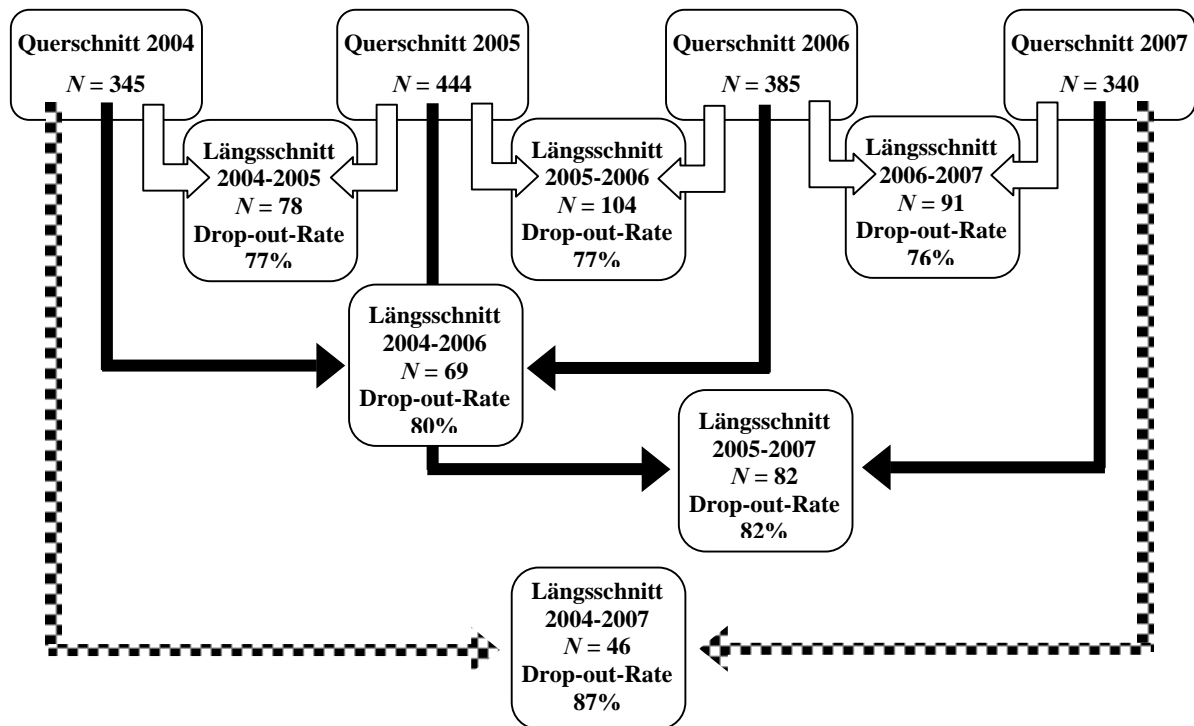 Querschnitt 2004
N = 345
Querschnitt 2005
N = 444
Querschnitt 2006
N = 385
Querschnitt 2007
N = 340
Längsschnitt
2004-2005
N = 78
Drop-out-Rate
77%
Längsschnitt
2005-2006
N = 104
Drop-out-Rate
77%
Längsschnitt
2006-2007
N = 91
Drop-out-Rate
76%
Längsschnitt
2004-2006
N = 69
Drop-out-Rate
80%
Längsschnitt
2005-2007
N = 82
Drop-out-Rate
82%
Längsschnitt
2004-2007
N = 46
Drop-out-Rate
87%